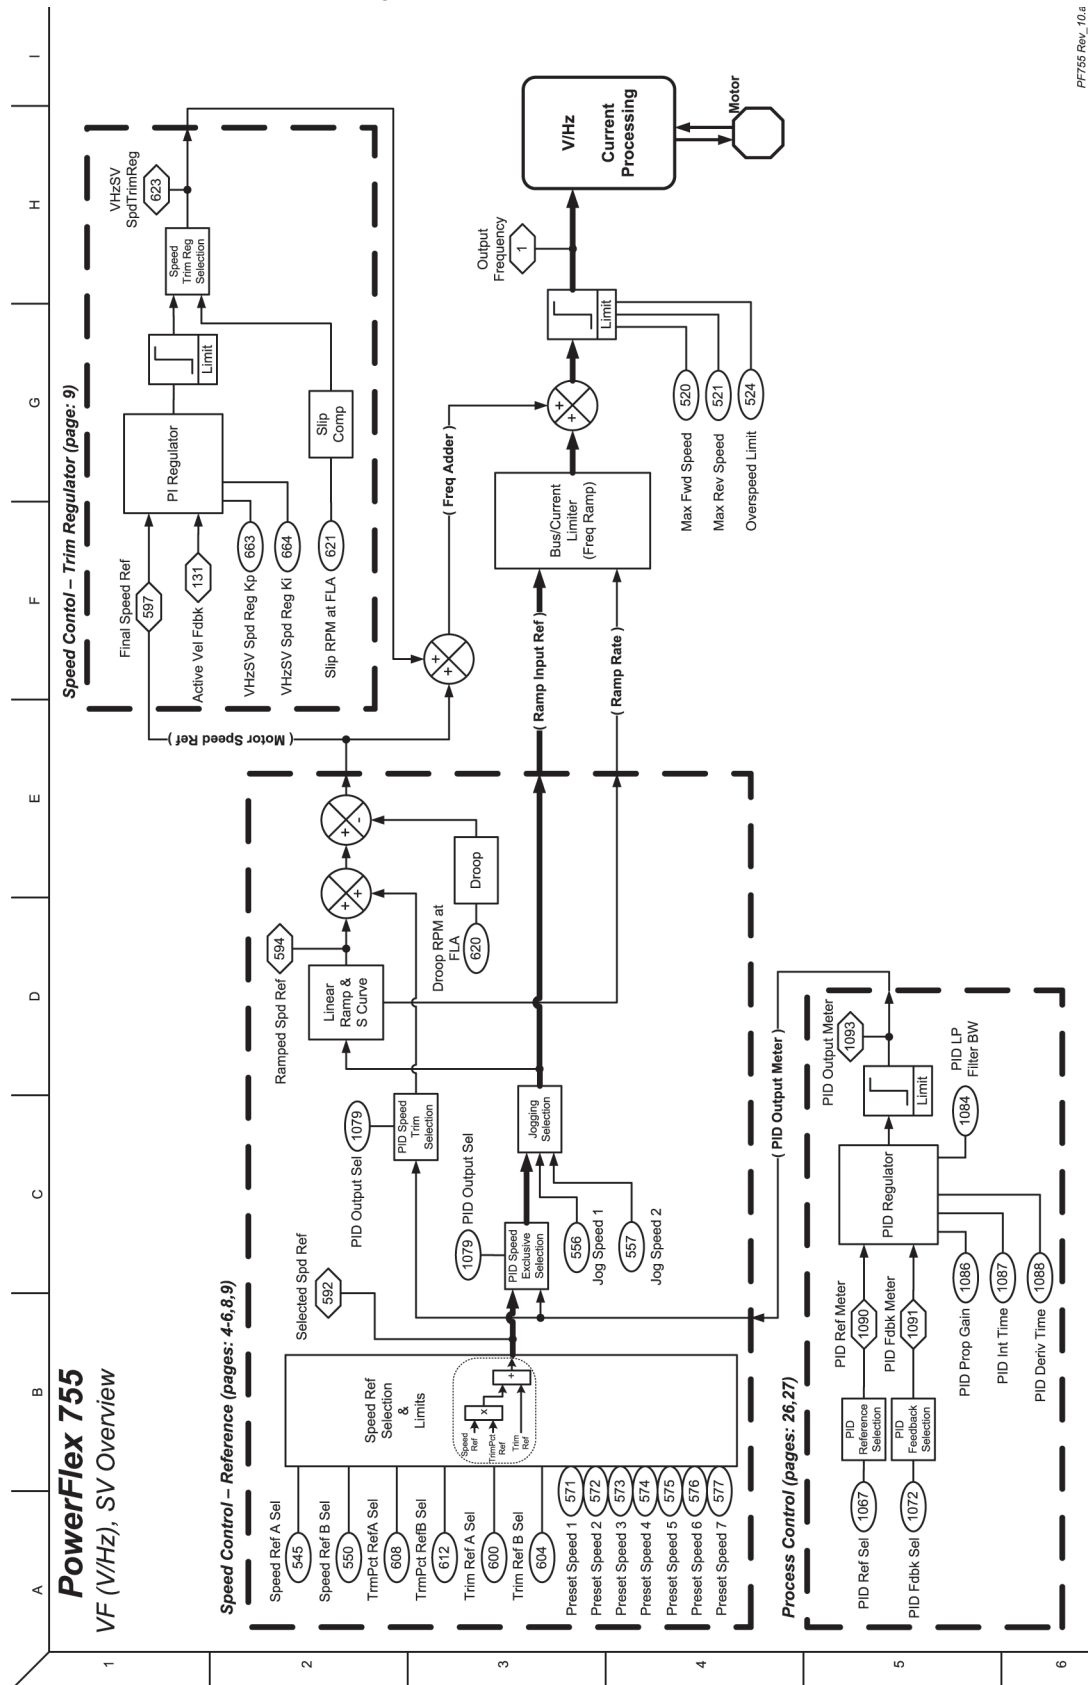 PowerFlex 755
VF (V/Hz), SV Overview
A
B
C
D
E
F
G
H
I
1
2
3
4
5
6
Speed Control – Reference (pages: 4-6,8,9)
Speed Ref A Sel
545
Speed Ref B Sel
550
TrmPct RefA Sel
608
TrmPct RefB Sel
612
Trim Ref A Sel
600
Trim Ref B Sel
604
Preset Speed 1
571
Preset Speed 2
572
Preset Speed 3
573
Preset Speed 4
574
Preset Speed 5
575
Preset Speed 6
576
Preset Speed 7
577
Speed Ref
Selection
&
Limits
Speed
Ref
TrimPct
Ref
Trim
Ref
x
+
Selected Spd Ref
592
PID Output Sel
1079
PID Speed
Trim
Selection
1079
PID Output Sel
PID Speed
Exclusive
Selection
556
Jog Speed 1
557
Jog Speed 2
Jogging
Selection
Ramped Spd Ref
594
Linear
Ramp &
S Curve
Droop RPM at
FLA
620
Droop
+
+
+
-
( Motor Speed Ref )
( Ramp Input Ref )
( Ramp Rate )
( PID Output Meter )
Speed Contol – Trim Regulator (page: 9)
Final Speed Ref
597
Active Vel Fdbk
131
VHzSV Spd Reg Kp
663
VHzSV Spd Reg Ki
664
Slip RPM at FLA
621
PI Regulator
Limit
Slip
Comp
Speed
Trim Reg
Selection
VHzSV
SpdTrimReg
623
+
+
( Freq Adder )
Bus/Current
Limiter
(Freq Ramp)
+
+
Limit
Max Fwd Speed
520
Max Rev Speed
521
Overspeed Limit
524
Output
Frequency
1
V/Hz
Current
Processing
Motor
Process Control (pages: 26,27)
PID Ref Sel
1067
PID Fdbk Sel
1072
PID
Reference
Selection
PID
Feedback
Selection
PID Ref Meter
1090
PID Fdbk Meter
1091
PID Prop Gain
1086
PID Int Time
1087
PID Deriv Time
1088
PID Regulator
1084
PID LP
Filter BW
Limit
PID Output Meter
1093
PF755 Rev_10.a